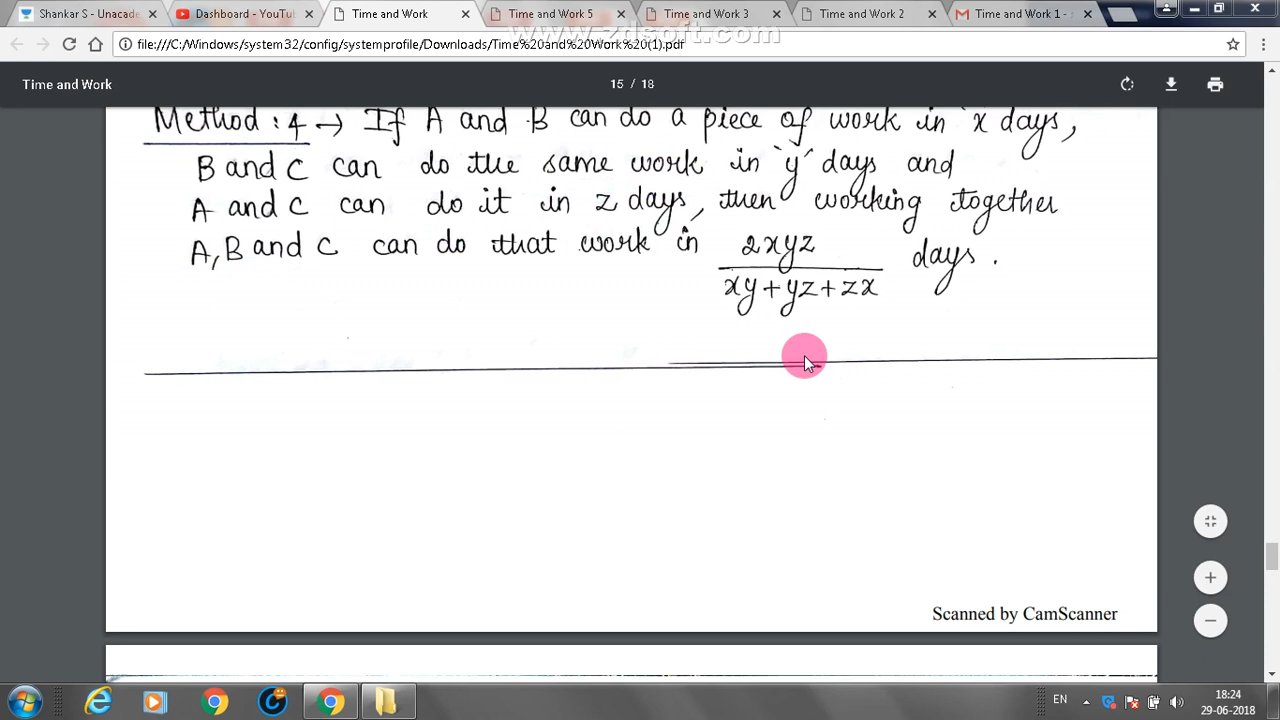 Shankar S - Unacade
Dashboard - YouTu
Time and Work
Time and Work 5
Time and Work 3
Time and Work 2
Time and Work 1 -
file:///C:/Windows/system32/config/systemprofile/Downloads/Time%20and%20Work%20(1).pdf
www.zdsoft.com
Time and Work
15 / 18
Method : 4 → If A and B can do a piece of work in 'x' days,
B and C can do the same work in 'y' days and
A and C can do it in z days, then working together
A, B and C can do that work in 2xyz / xy+yz+zx days.
Scanned by CamScanner
EN
18:24
29-06-2018